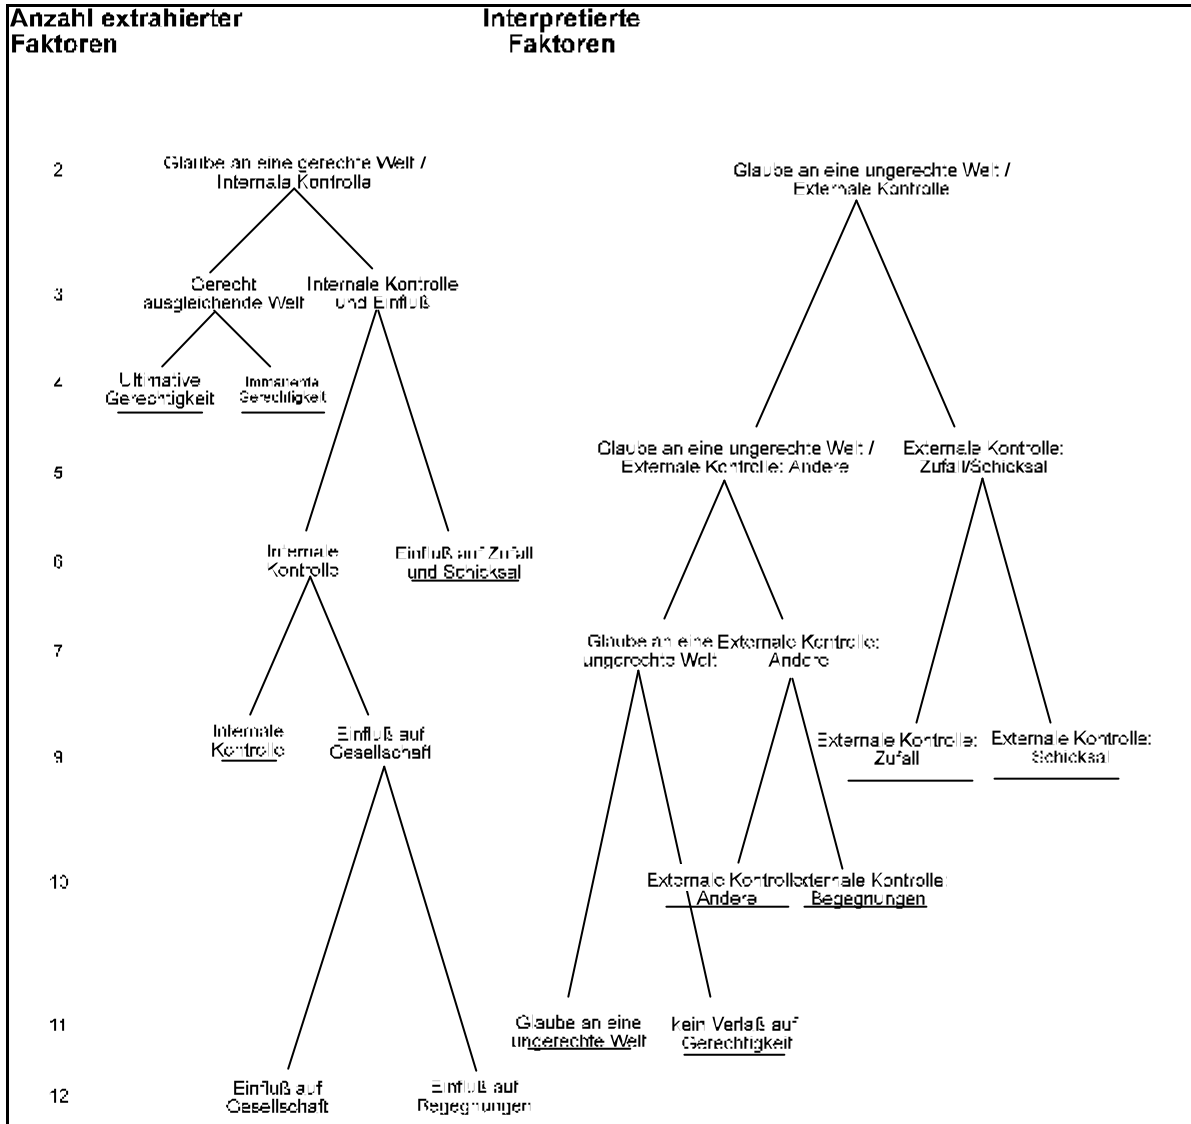 Anzahl extrahierter
Faktoren
Interpretierte
Faktoren
2
Glaube an eine gerechte Welt /
Internale Kontrolle
Glaube an eine ungerechte Welt /
Externale Kontrolle
3
Gerecht
ausgleichende Welt
Internale Kontrolle
und Einfluß
4
Ultimative
Gerechtigkeit
Immanente
Gerechtigkeit
5
Glaube an eine ungerechte Welt /
Externale Kontrolle: Andere
Externale Kontrolle:
Zufall/Schicksal
6
Internale
Kontrolle
Einfluß auf Zufall
und Schicksal
7
Glaube an eine
ungerechte Welt
Externale Kontrolle:
Andere
9
Internale
Kontrolle
Einfluß auf
Gesellschaft
Externale Kontrolle:
Zufall
Externale Kontrolle:
Schicksal
10
Externale Kontrolle
Andere
xternale Kontrolle:
Begegnungen
11
Glaube an eine
ungerechte Welt
kein Verlaß auf
Gerechtigkeit
12
Einfluß auf
Gesellschaft
Einfluß auf
Begegnungen